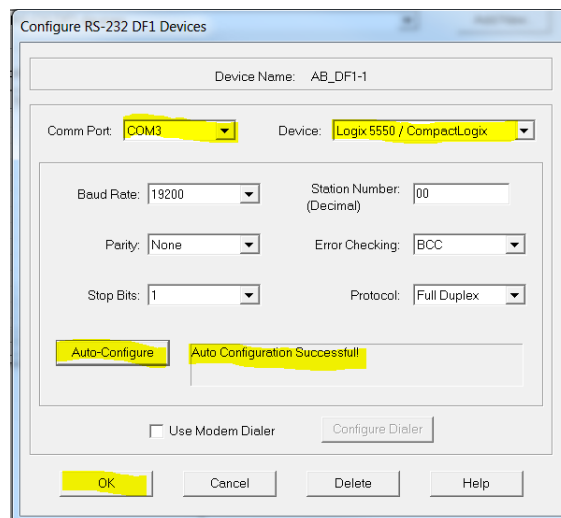 Configure RS-232 DF1 Devices
Device Name: AB_DF1-1
Comm Port: COM3 Device: Logix 5550 / CompactLogix
Baud Rate: 19200 Station Number: 00
(Decimal)
Parity: None Error Checking: BCC
Stop Bits: 1 Protocol: Full Duplex
Auto-Configure Auto Configuration Successful!
Use Modem Dialer Configure Dialer
OK Cancel Delete Help